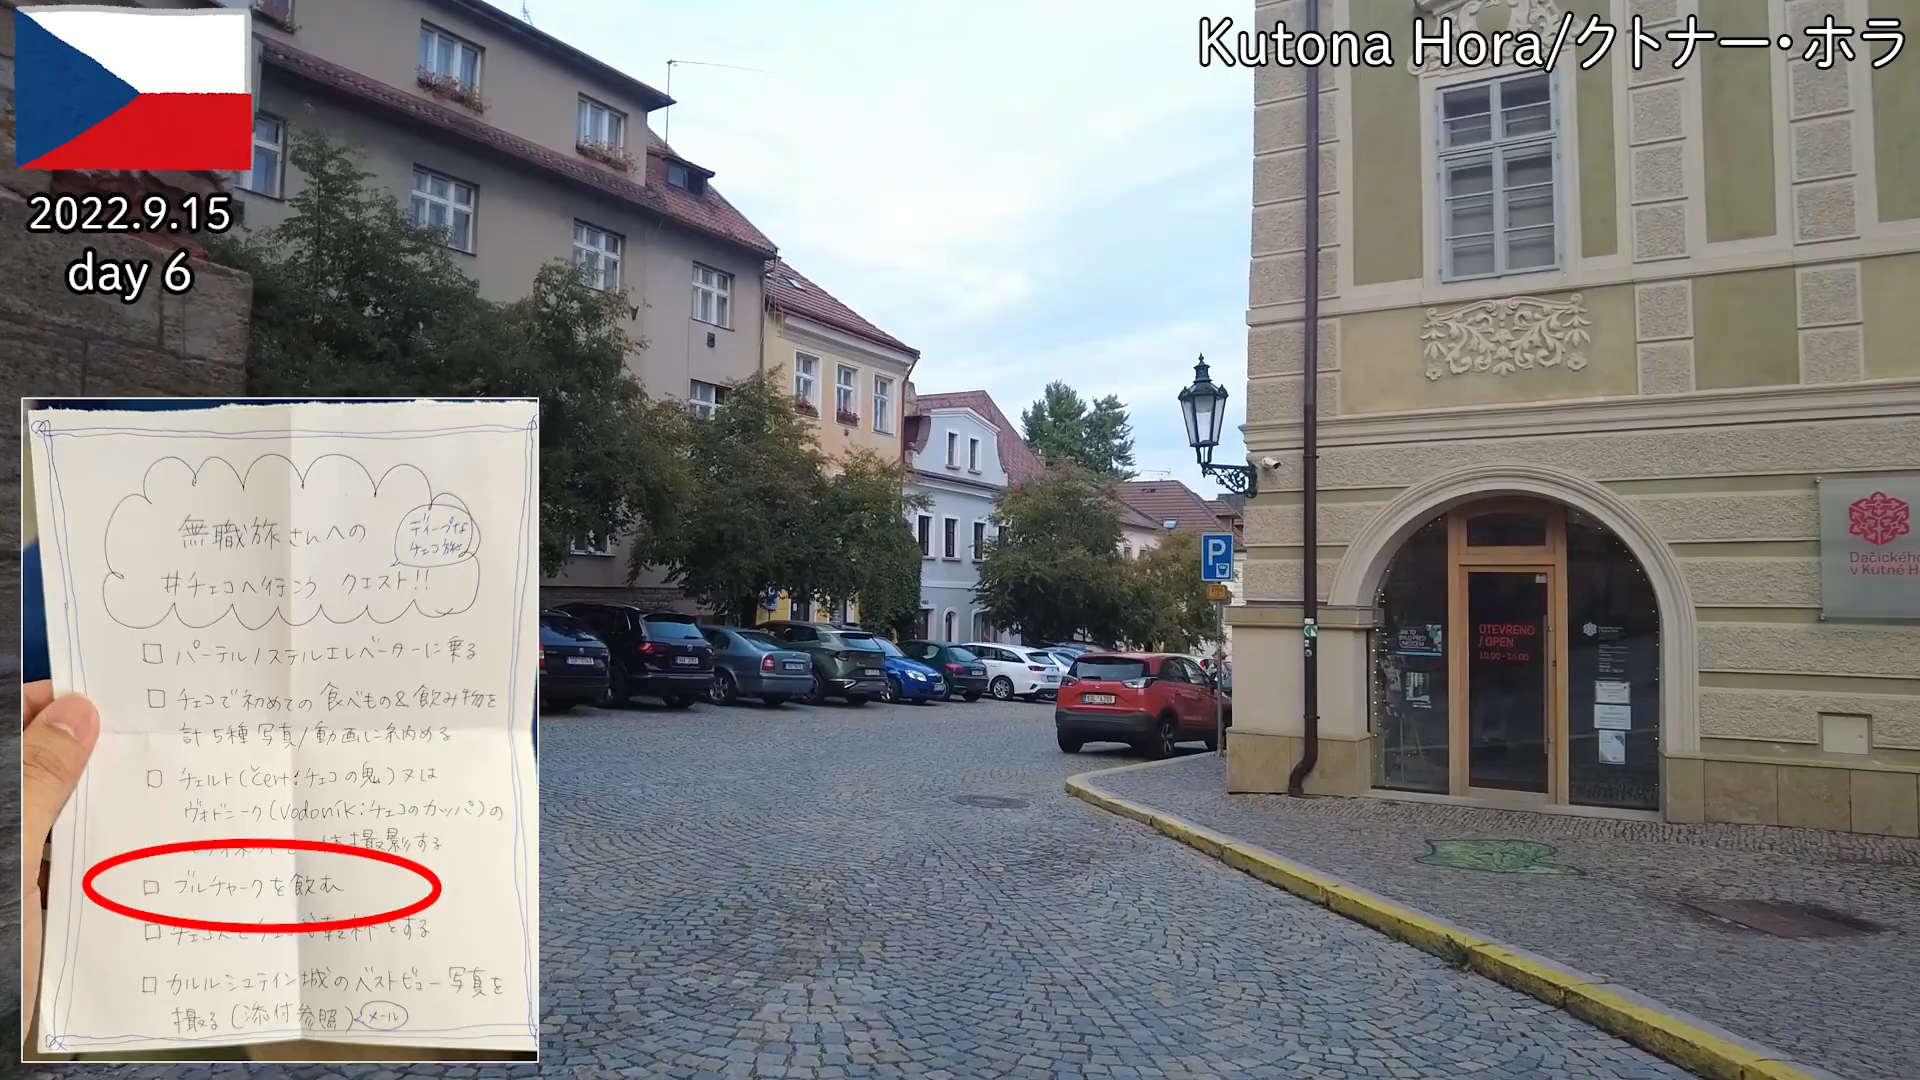 Kutona Hora/クトナー・ホラ
2022.9.15
day 6
無職旅さんへの
ディープな
チェコ旅
#チェコへ行こう クエスト!!
□ パーテルノステルエレベーターに乗る
□ チェコで初めての食べもの&飲み物を
計5種写真/動画に納める
□ チェルト(čert:チェコの鬼)又は
ヴォドニーク(vodoník:チェコのカッパ)の
撮影する
□ ブルチャークを飲む
□ チェコ 乾杯をする
□ カルルシュテイン城のベストビュー写真を
撮る(添付参照)
メール
OTEVŘENO
/ OPEN
Dačického
v Kutné H
P